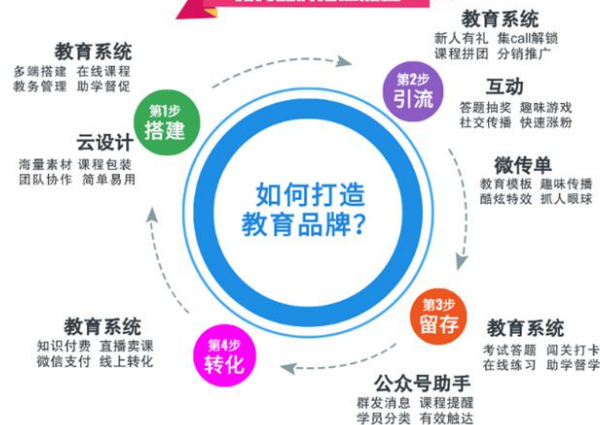 如何打造
教育品牌?
第1步
搭建
教育系统
多端搭建 在线课程
教务管理 助学督促
云设计
海量素材 课程包装
团队协作 简单易用
第2步
引流
教育系统
新人有礼 集call解锁
课程拼团 分销推广
互动
答题抽奖 趣味游戏
社交传播 快速涨粉
微传单
教育模板 趣味传播
酷炫特效 抓人眼球
第3步
留存
教育系统
考试答题 闯关打卡
在线练习 助学督学
公众号助手
群发消息 课程提醒
学员分类 有效触达
第4步
转化
教育系统
知识付费 直播卖课
微信支付 线上转化